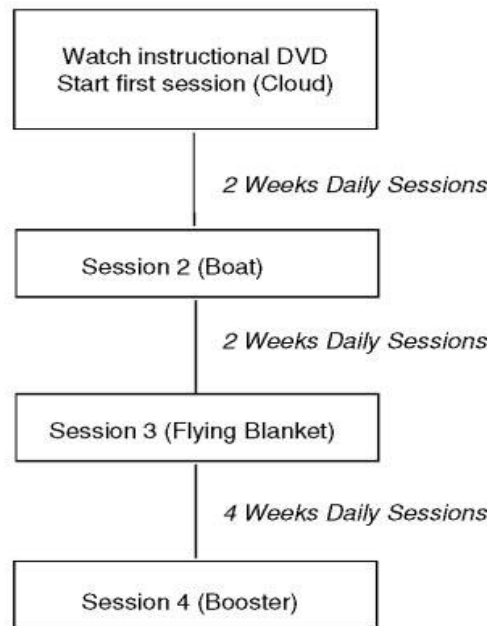 Watch instructional DVD
Start first session (Cloud)
2 Weeks Daily Sessions
Session 2 (Boat)
2 Weeks Daily Sessions
Session 3 (Flying Blanket)
4 Weeks Daily Sessions
Session 4 (Booster)